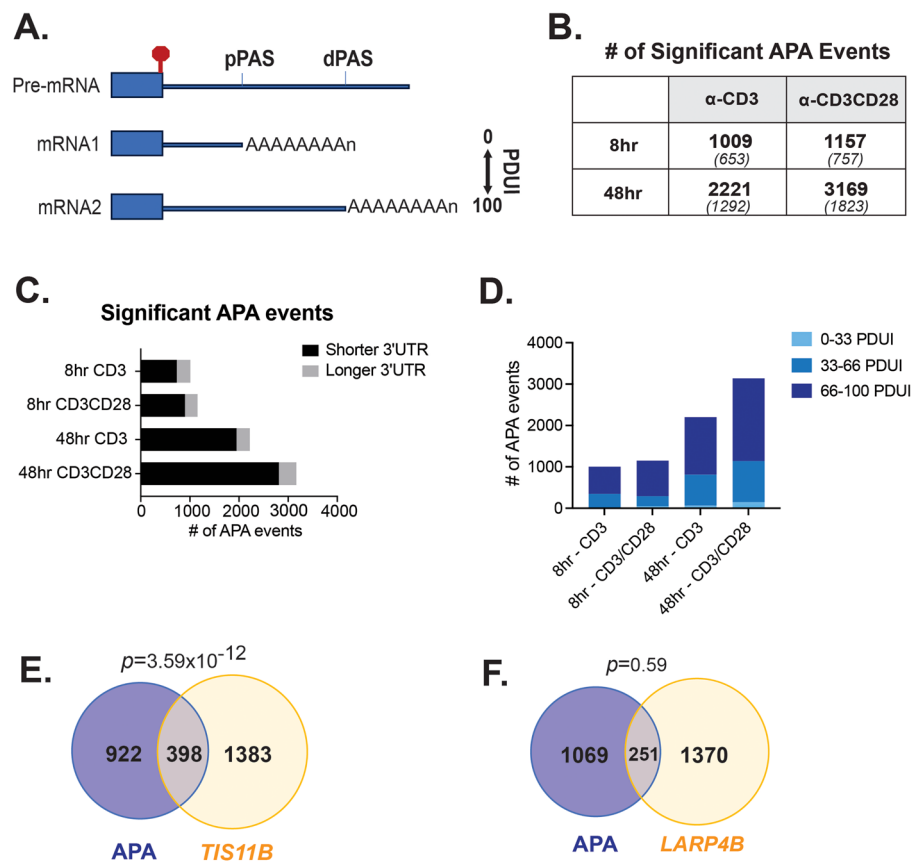 A.
pPAS dPAS
Pre-mRNA
mRNA1 AAAAAAAAn
mRNA2 AAAAAAAAn
0
PDUI
100
B.
# of Significant APA Events
α-CD3 α-CD3CD28
8hr 1009 1157
(653) (757)
48hr 2221 3169
(1292) (1823)
C.
Significant APA events
Shorter 3'UTR
Longer 3'UTR
8hr CD3
8hr CD3CD28
48hr CD3
48hr CD3CD28
0 1000 2000 3000 4000
# of APA events
D.
# of APA events
4000
3000
2000
1000
0
0-33 PDUI
33-66 PDUI
66-100 PDUI
8hr - CD3
8hr - CD3/CD28
48hr - CD3
48hr - CD3/CD28
E.
p=3.59x10-12
922 398 1383
APA TIS11B
F.
p=0.59
1069 251 1370
APA LARP4B